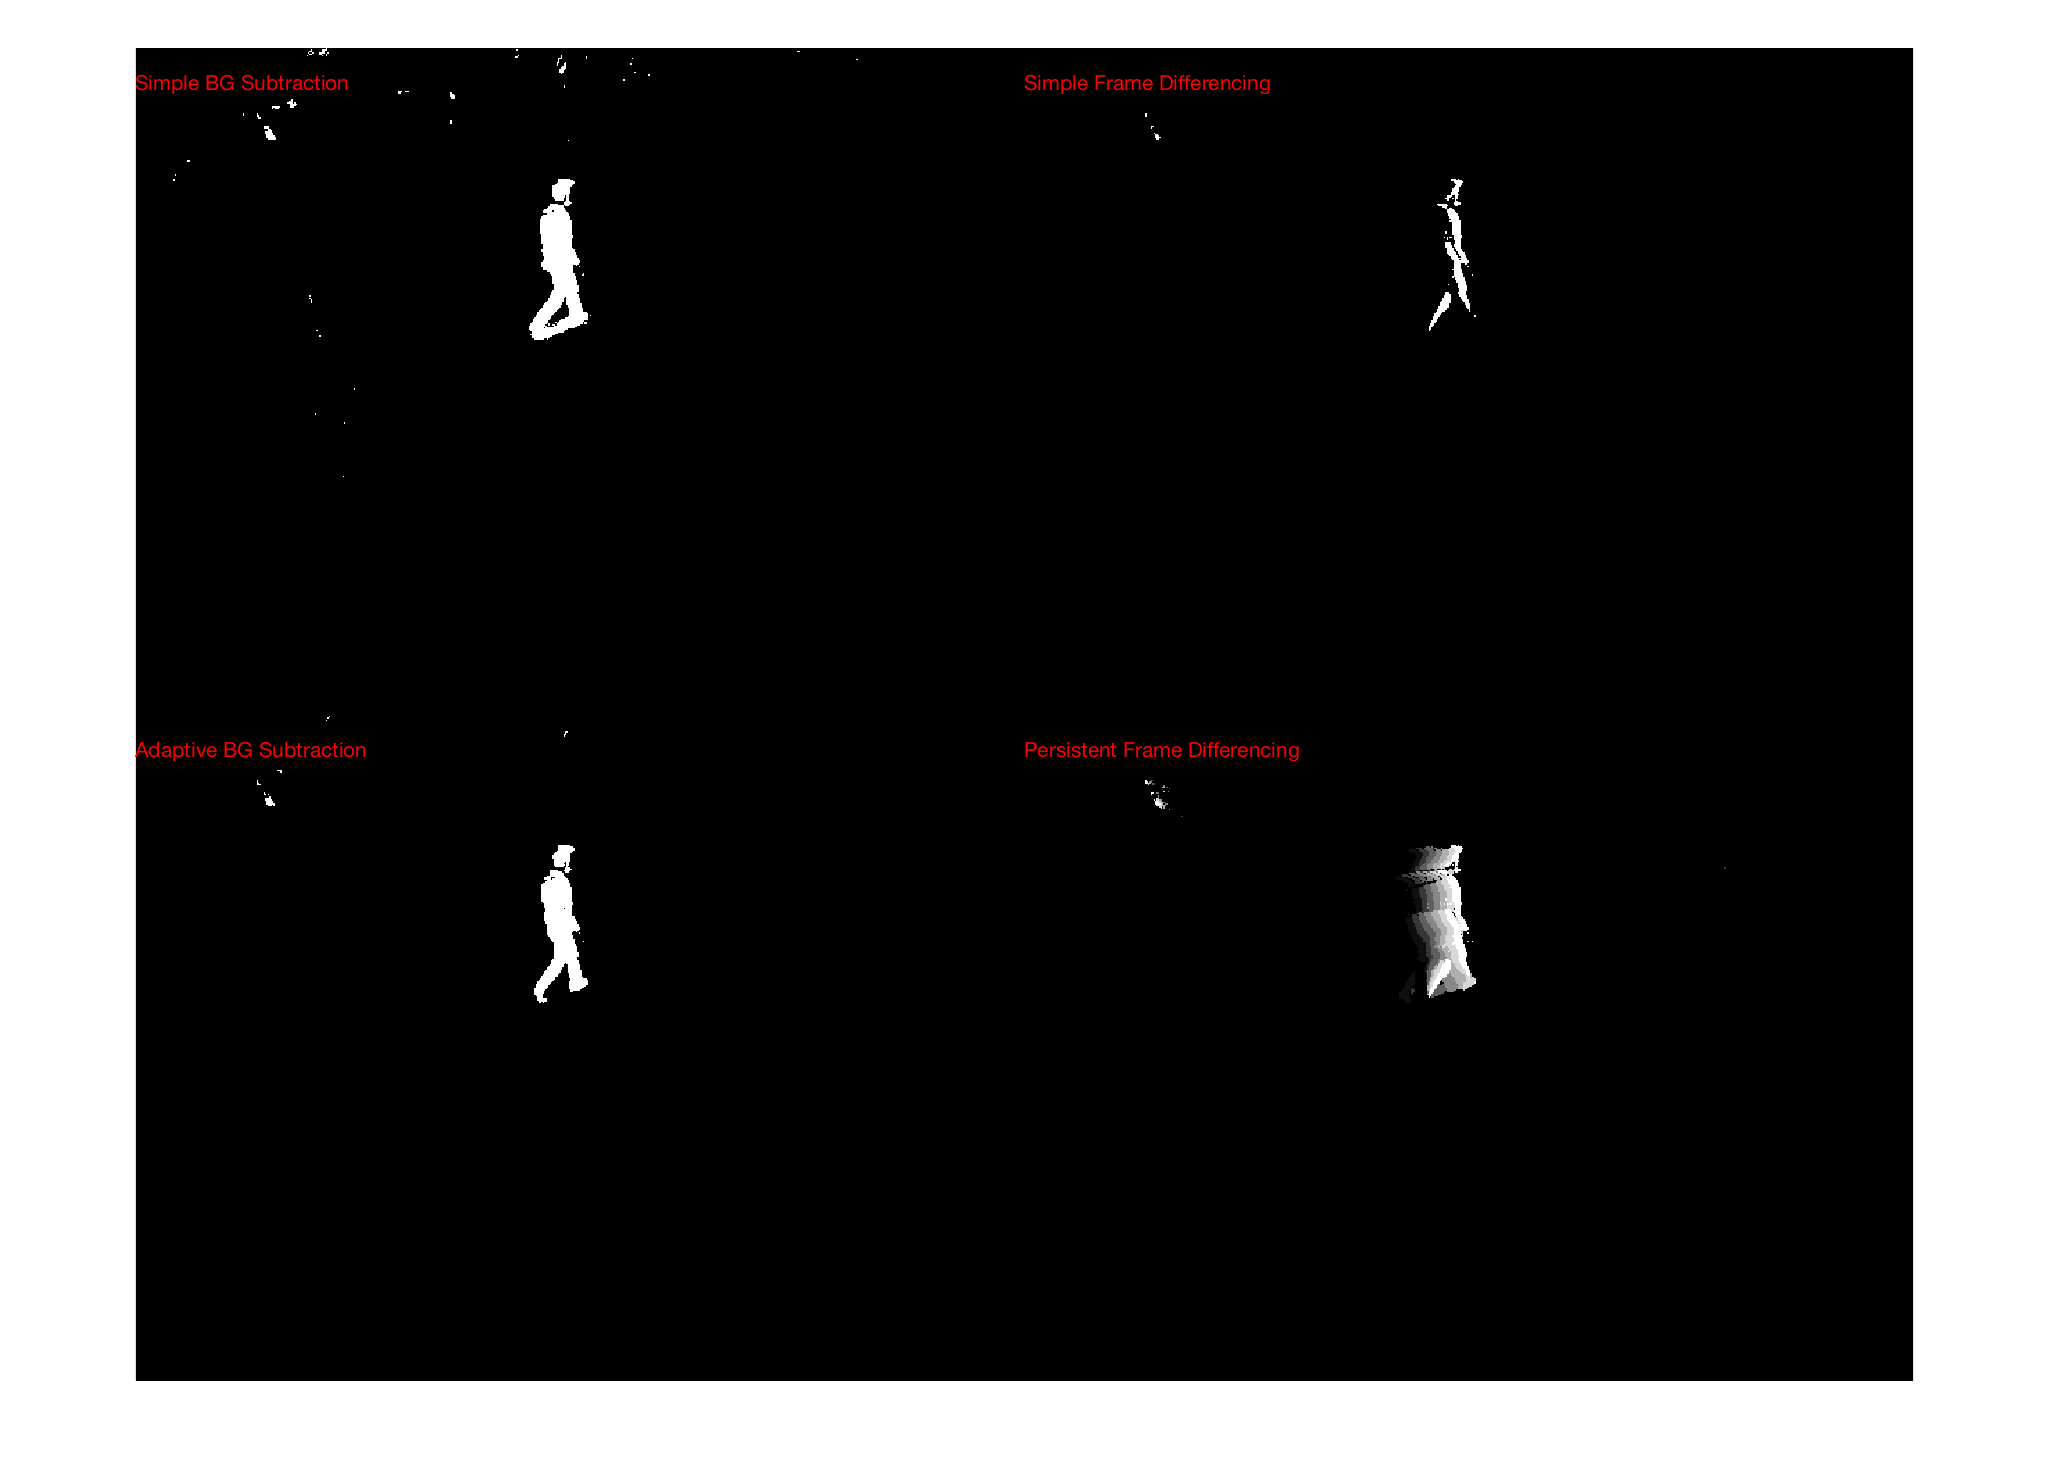 Simple BG Subtraction
Simple Frame Differencing
Adaptive BG Subtraction
Persistent Frame Differencing